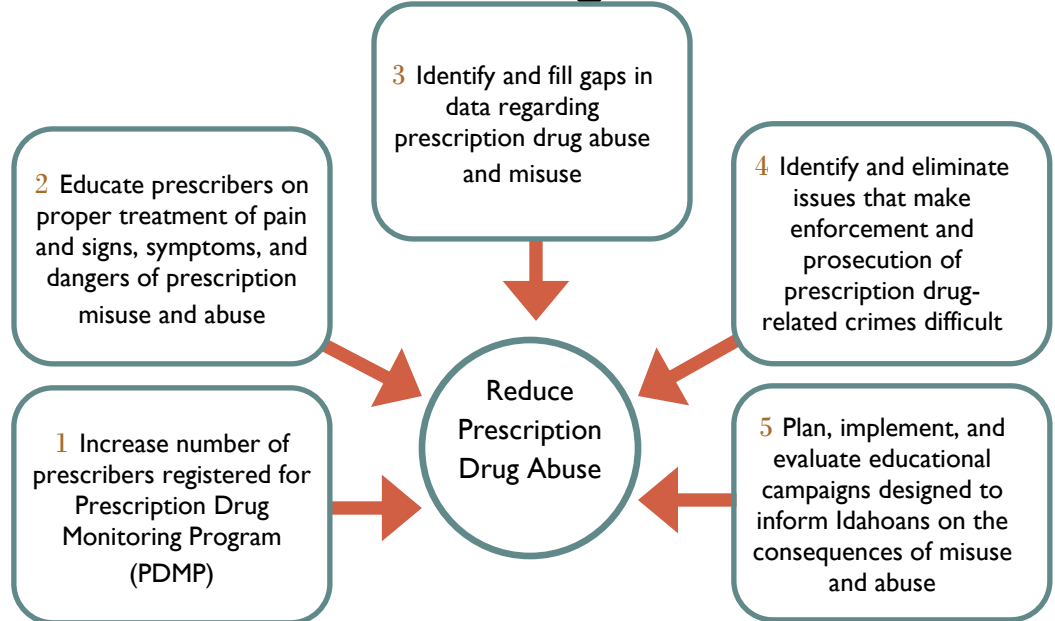 3 Identify and fill gaps in
data regarding
prescription drug abuse
and misuse
2 Educate prescribers on
proper treatment of pain
and signs, symptoms, and
dangers of prescription
misuse and abuse
4 Identify and eliminate
issues that make
enforcement and
prosecution of
prescription drug-
related crimes difficult
Reduce
Prescription
Drug Abuse
1 Increase number of
prescribers registered for
Prescription Drug
Monitoring Program
(PDMP)
5 Plan, implement, and
evaluate educational
campaigns designed to
inform Idahoans on the
consequences of misuse
and abuse